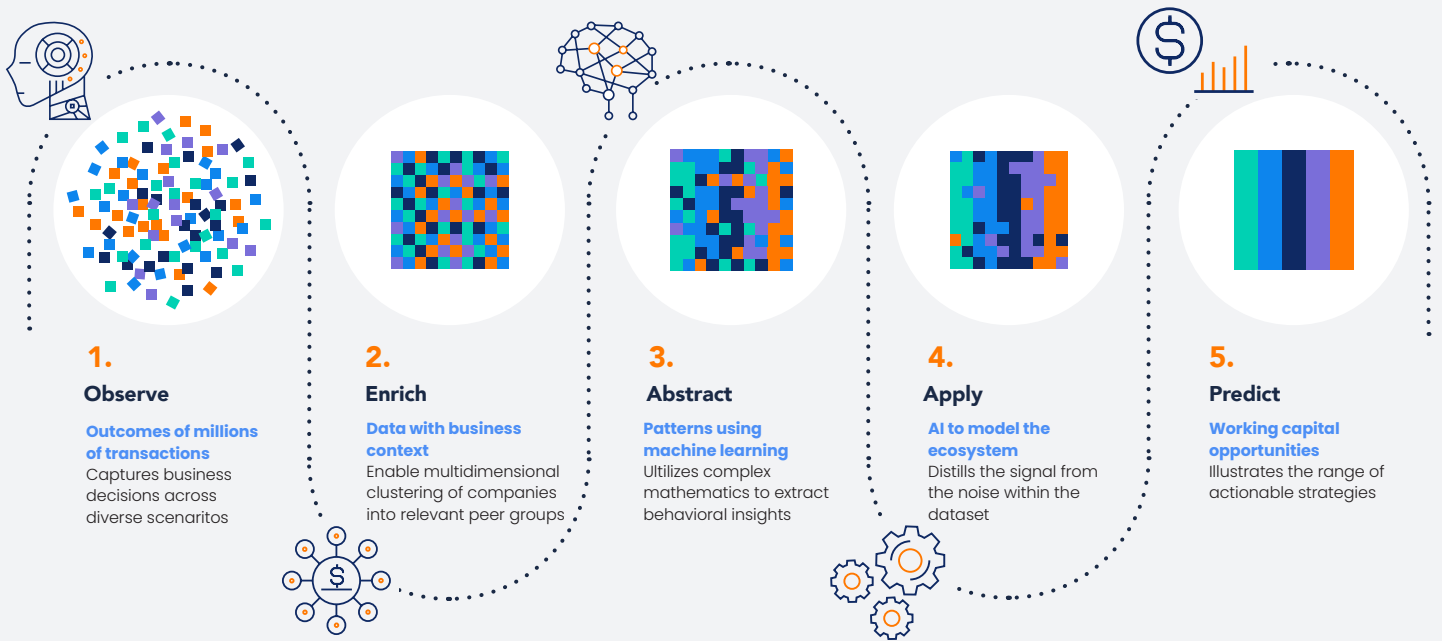 1.
Observe
Outcomes of millions
of transactions
Captures business
decisions across
diverse scenaritos
2.
Enrich
Data with business
context
Enable multidimensional
clustering of companies
into relevant peer groups
3.
Abstract
Patterns using
machine learning
Ultilizes complex
mathematics to extract
behavioral insights
4.
Apply
AI to model the
ecosystem
Distills the signal from
the noise within the
dataset
5.
Predict
Working capital
opportunities
Illustrates the range of
actionable strategies
$
$